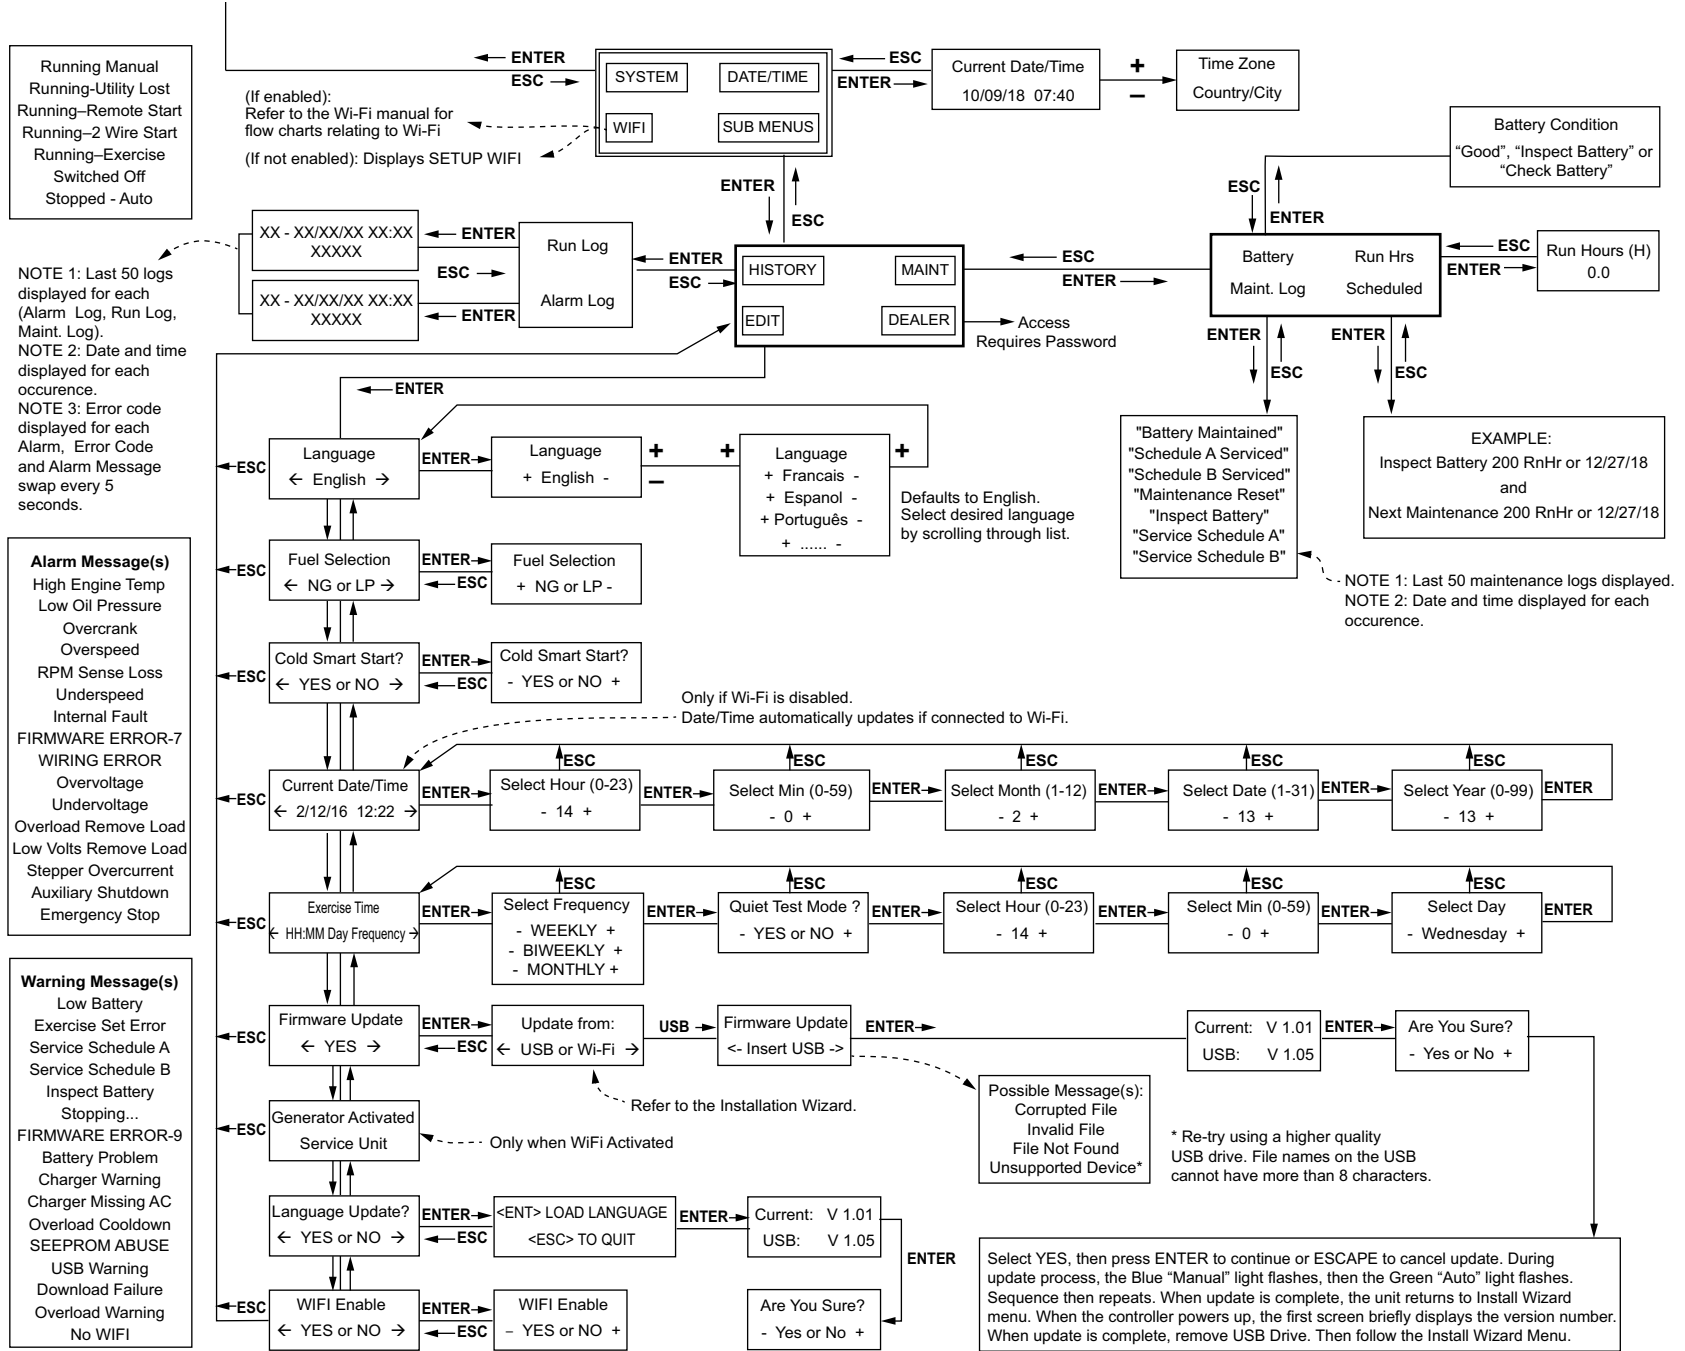 Running Manual
Running-Utility Lost
Running–Remote Start
Running–2 Wire Start
Running–Exercise
Switched Off
Stopped - Auto
ENTER
ESC
(If enabled):
Refer to the Wi-Fi manual for
flow charts relating to Wi-Fi
(If not enabled): Displays SETUP WIFI
SYSTEM
DATE/TIME
WIFI
SUB MENUS
ESC
ENTER
Current Date/Time
10/09/18 07:40
+
–
Time Zone
Country/City
Battery Condition
“Good”, “Inspect Battery” or
“Check Battery”
ENTER
ESC
ESC
ENTER
XX - XX/XX/XX XX:XX
XXXXX
XX - XX/XX/XX XX:XX
XXXXX
ENTER
ESC
ENTER
Run Log
Alarm Log
ENTER
ESC
HISTORY
MAINT
EDIT
DEALER
Access
Requires Password
ESC
ENTER
Battery
Run Hrs
Maint. Log
Scheduled
ESC
ENTER
Run Hours (H)
0.0
NOTE 1: Last 50 logs
displayed for each
(Alarm Log, Run Log,
Maint. Log).
NOTE 2: Date and time
displayed for each
occurence.
NOTE 3: Error code
displayed for each
Alarm, Error Code
and Alarm Message
swap every 5
seconds.
ENTER
ESC
ENTER
ESC
"Battery Maintained"
"Schedule A Serviced"
"Schedule B Serviced"
"Maintenance Reset"
"Inspect Battery"
"Service Schedule A"
"Service Schedule B"
EXAMPLE:
Inspect Battery 200 RnHr or 12/27/18
and
Next Maintenance 200 RnHr or 12/27/18
NOTE 1: Last 50 maintenance logs displayed.
NOTE 2: Date and time displayed for each
occurence.
ENTER
ESC
Language
← English →
ENTER
Language
+ English -
+
–
+
Language
+ Francais -
+ Espanol -
+ Português -
+ ...... -
+
Defaults to English.
Select desired language
by scrolling through list.
ESC
Fuel Selection
← NG or LP →
ENTER
ESC
Fuel Selection
+ NG or LP -
ESC
Cold Smart Start?
← YES or NO →
ENTER
ESC
Cold Smart Start?
- YES or NO +
Only if Wi-Fi is disabled.
Date/Time automatically updates if connected to Wi-Fi.
Alarm Message(s)
High Engine Temp
Low Oil Pressure
Overcrank
Overspeed
RPM Sense Loss
Underspeed
Internal Fault
FIRMWARE ERROR-7
WIRING ERROR
Overvoltage
Undervoltage
Overload Remove Load
Low Volts Remove Load
Stepper Overcurrent
Auxiliary Shutdown
Emergency Stop
ESC
Current Date/Time
← 2/12/16 12:22 →
ENTER
ESC
Select Hour (0-23)
- 14 +
ENTER
ESC
Select Min (0-59)
- 0 +
ENTER
ESC
Select Month (1-12)
- 2 +
ENTER
ESC
Select Date (1-31)
- 13 +
ENTER
ESC
Select Year (0-99)
- 13 +
ENTER
ESC
Exercise Time
← HH:MM Day Frequency →
ENTER
ESC
Select Frequency
- WEEKLY +
- BIWEEKLY +
- MONTHLY +
ENTER
ESC
Quiet Test Mode ?
- YES or NO +
ENTER
ESC
Select Hour (0-23)
- 14 +
ENTER
ESC
Select Min (0-59)
- 0 +
ENTER
ESC
Select Day
- Wednesday +
ENTER
Warning Message(s)
Low Battery
Exercise Set Error
Service Schedule A
Service Schedule B
Inspect Battery
Stopping...
FIRMWARE ERROR-9
Battery Problem
Charger Warning
Charger Missing AC
Overload Cooldown
SEEPROM ABUSE
USB Warning
Download Failure
Overload Warning
No WIFI
ESC
Firmware Update
← YES →
ENTER
ESC
Update from:
← USB or Wi-Fi →
USB
Firmware Update
<- Insert USB ->
ENTER
Current: V 1.01
USB: V 1.05
ENTER
Are You Sure?
- Yes or No +
Refer to the Installation Wizard.
Possible Message(s):
Corrupted File
Invalid File
File Not Found
Unsupported Device*
* Re-try using a higher quality
USB drive. File names on the USB
cannot have more than 8 characters.
ESC
Generator Activated
Service Unit
Only when WiFi Activated
Language Update?
← YES or NO →
ENTER
ESC
<ENT> LOAD LANGUAGE
<ESC> TO QUIT
ENTER
Current: V 1.01
USB: V 1.05
ENTER
Are You Sure?
- Yes or No +
ESC
WIFI Enable
← YES or NO →
ENTER
ESC
WIFI Enable
– YES or NO +
Select YES, then press ENTER to continue or ESCAPE to cancel update. During
update process, the Blue “Manual” light flashes, then the Green “Auto” light flashes.
Sequence then repeats. When update is complete, the unit returns to Install Wizard
menu. When the controller powers up, the first screen briefly displays the version number.
When update is complete, remove USB Drive. Then follow the Install Wizard Menu.